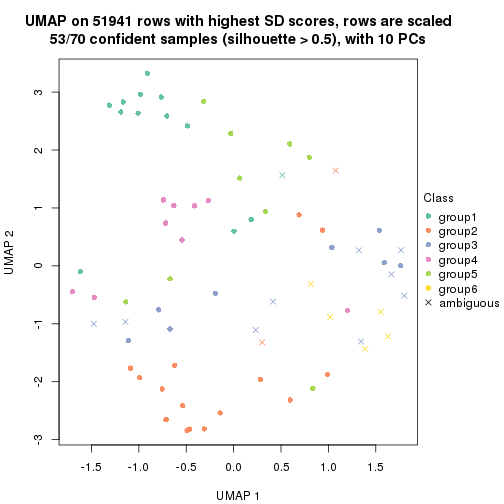 UMAP on 51941 rows with highest SD scores, rows are scaled
53/70 confident samples (silhouette > 0.5), with 10 PCs
3
2
1
0
-1
-2
-3
UMAP 2
-1.5 -1.0 -0.5 0.0 0.5 1.0 1.5
UMAP 1
Class
group1
group2
group3
group4
group5
group6
ambiguous